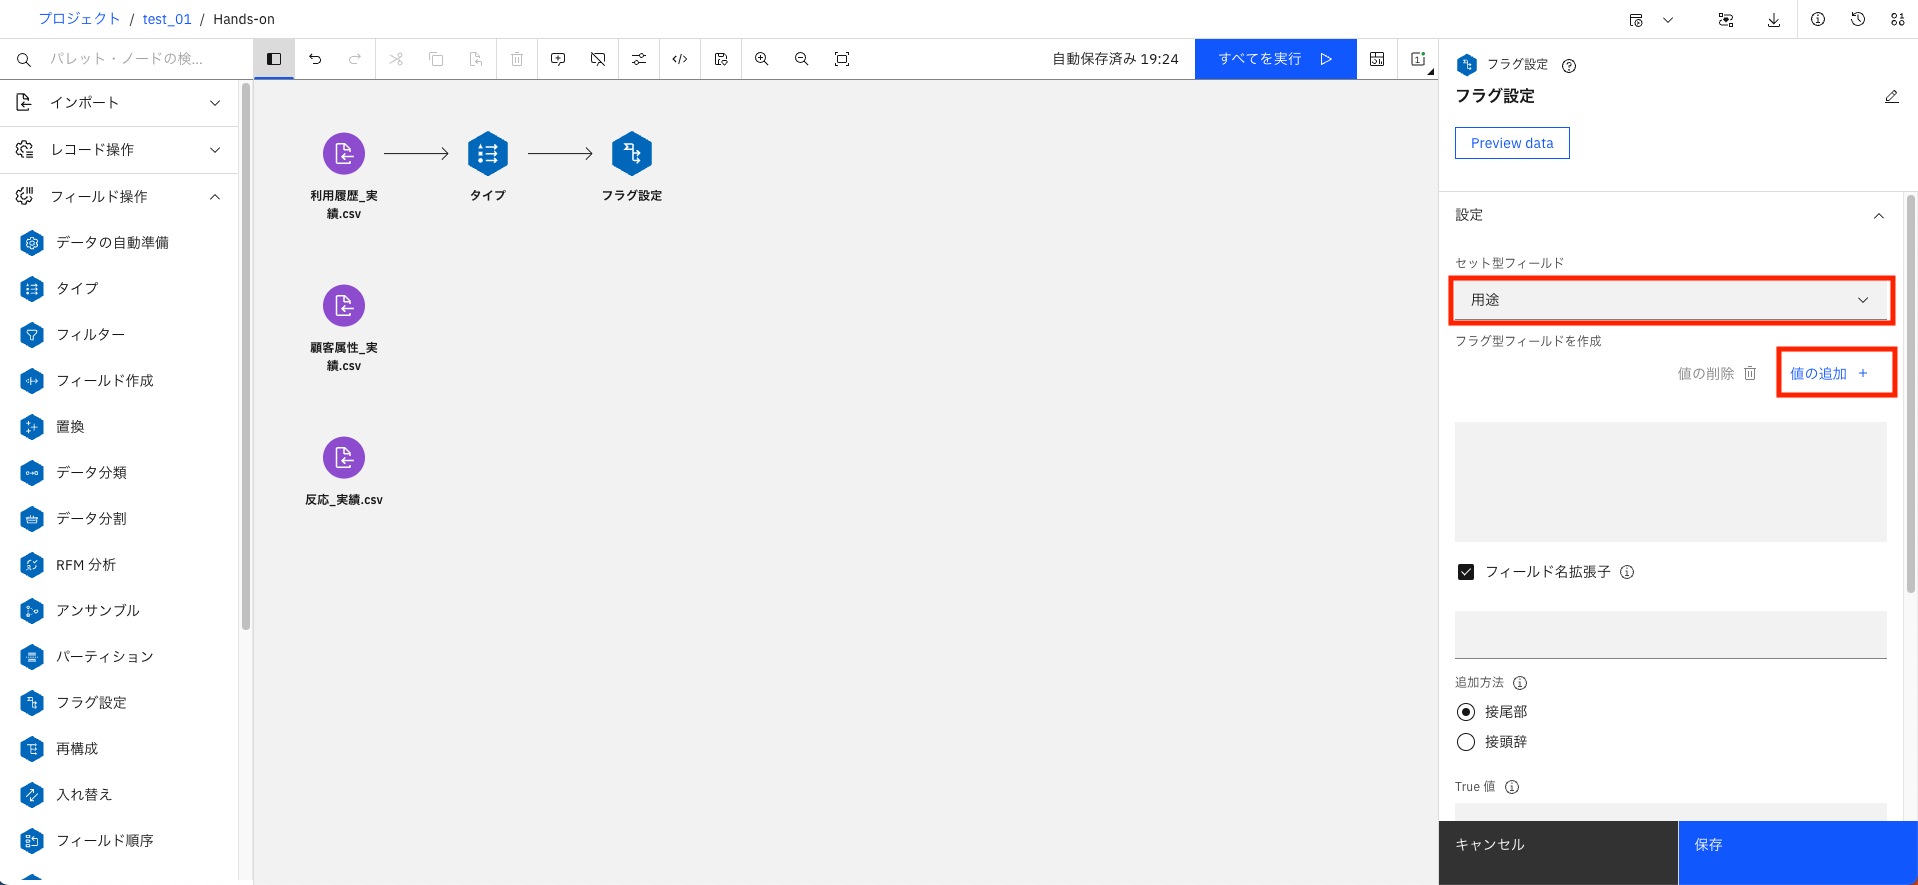 プロジェクト / test_01 / Hands-on
パレット・ノードの検...
自動保存済み 19:24
すべてを実行
インポート
レコード操作
フィールド操作
データの自動準備
タイプ
フィルター
フィールド作成
置換
データ分類
データ分割
RFM 分析
アンサンブル
パーティション
フラグ設定
再構成
入れ替え
フィールド順序
利用履歴_実
績.csv
タイプ
フラグ設定
顧客属性_実
績.csv
反応_実績.csv
フラグ設定
フラグ設定
Preview data
設定
セット型フィールド
用途
フラグ型フィールドを作成
値の削除
値の追加 +
フィールド名拡張子
追加方法
接尾部
接頭辞
True 値
キャンセル
保存